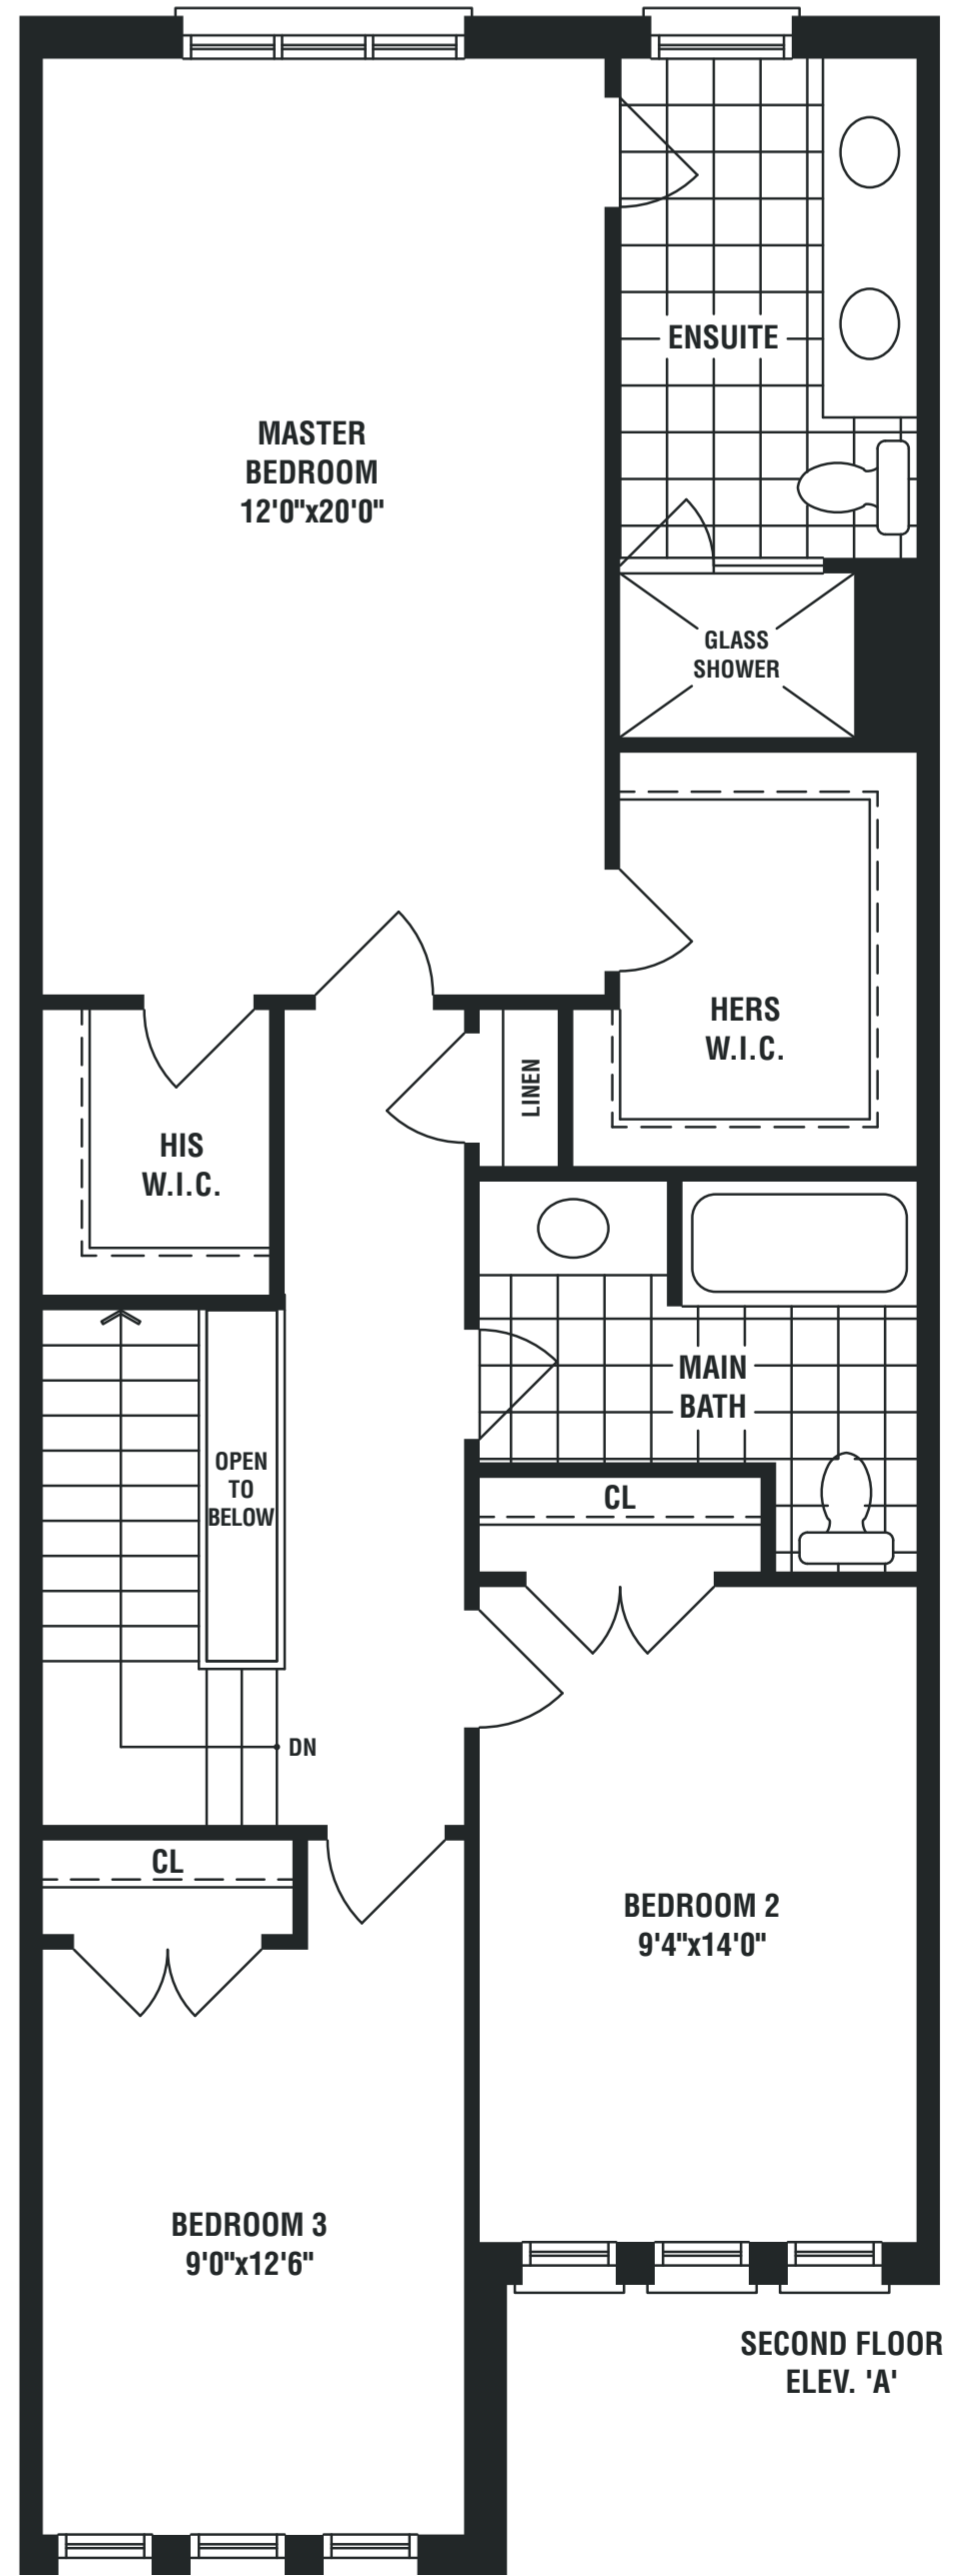 ENSUITE
MASTER
BEDROOM
12'0"x20'0"
GLASS
SHOWER
HERS
W.I.C.
LINEN
HIS
W.I.C.
MAIN
BATH
OPEN
TO
BELOW
CL
DN
CL
BEDROOM 2
9'4"x14'0"
BEDROOM 3
9'0"x12'6"
SECOND FLOOR
ELEV. 'A'